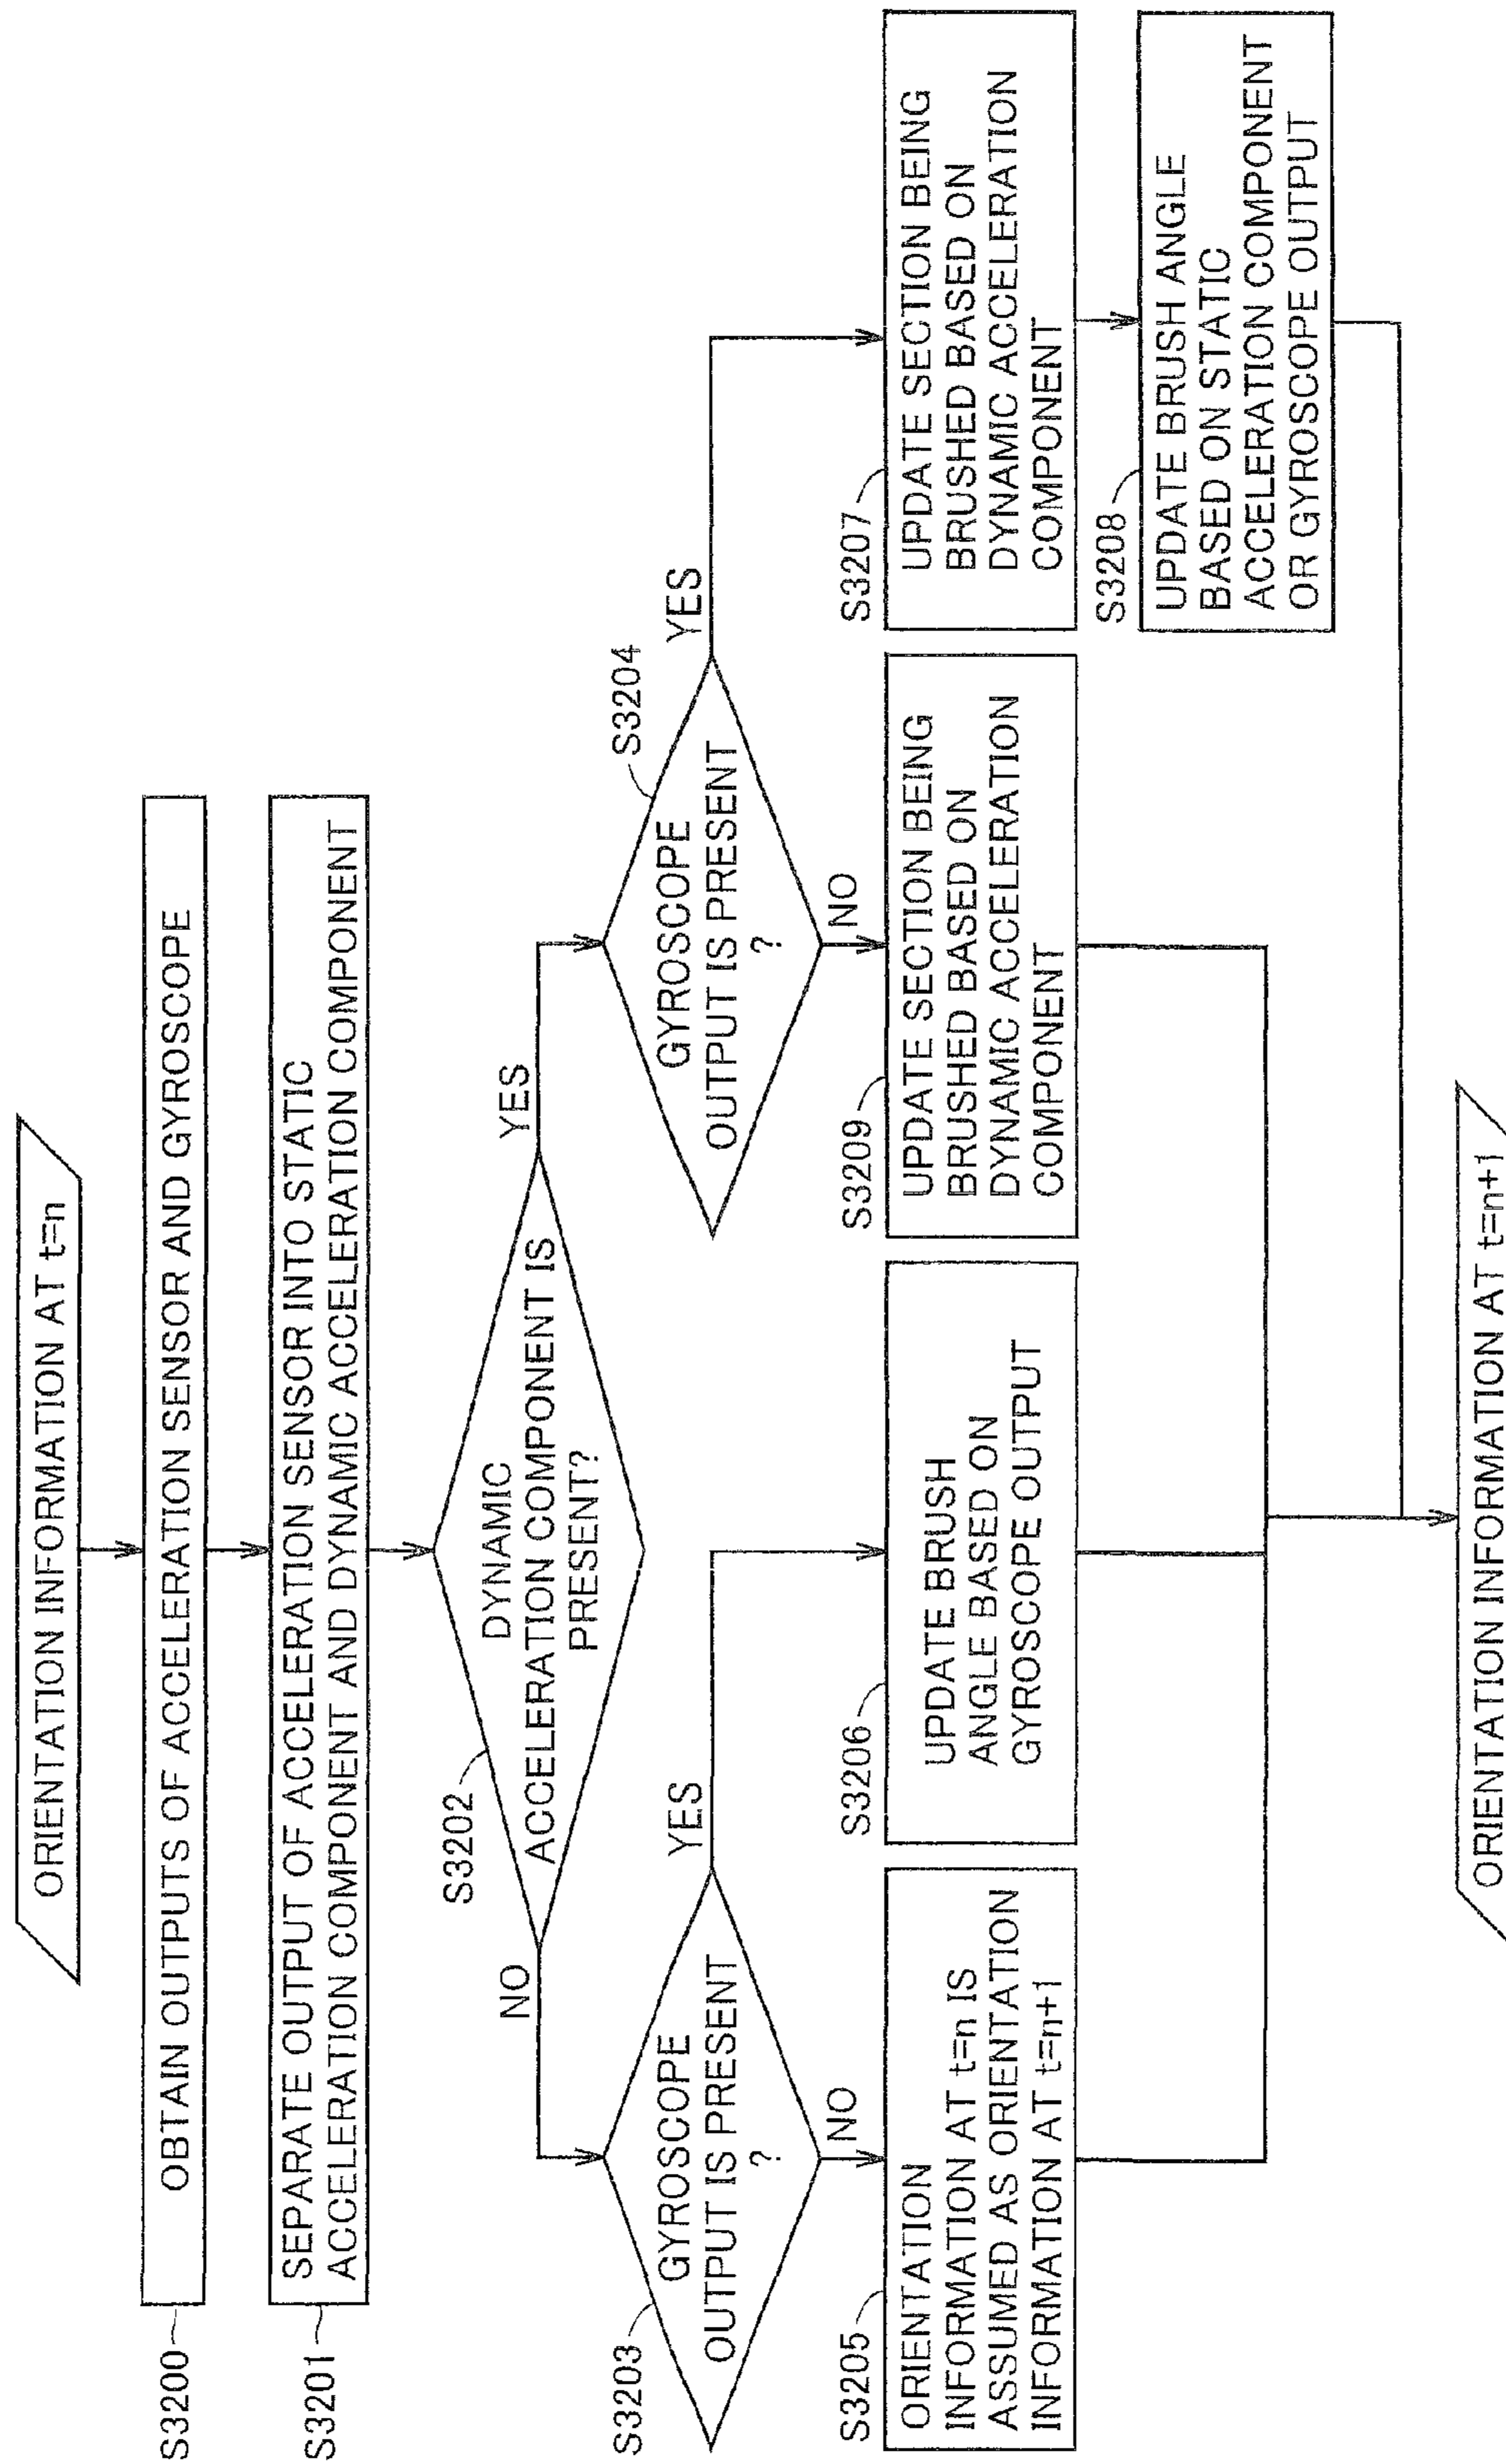 ORIENTATION INFORMATION AT t=n
S3200
OBTAIN OUTPUTS OF ACCELERATION SENSOR AND GYROSCOPE
S3201
SEPARATE OUTPUT OF ACCELERATION SENSOR INTO STATIC
ACCELERATION COMPONENT AND DYNAMIC ACCELERATION COMPONENT
S3202
DYNAMIC
ACCELERATION COMPONENT IS
PRESENT?
NO
YES
S3203
GYROSCOPE
OUTPUT IS PRESENT
?
YES
NO
S3204
GYROSCOPE
OUTPUT IS PRESENT
?
YES
NO
S3205
ORIENTATION
INFORMATION AT t=n IS
ASSUMED AS ORIENTATION
INFORMATION AT t=n+1
S3206
UPDATE BRUSH
ANGLE BASED ON
GYROSCOPE OUTPUT
S3209
UPDATE SECTION BEING
BRUSHED BASED ON
DYNAMIC ACCELERATION
COMPONENT
S3207
UPDATE SECTION BEING
BRUSHED BASED ON
DYNAMIC ACCELERATION
COMPONENT
S3208
UPDATE BRUSH ANGLE
BASED ON STATIC
ACCELERATION COMPONENT
OR GYROSCOPE OUTPUT
ORIENTATION INFORMATION AT t=n+1